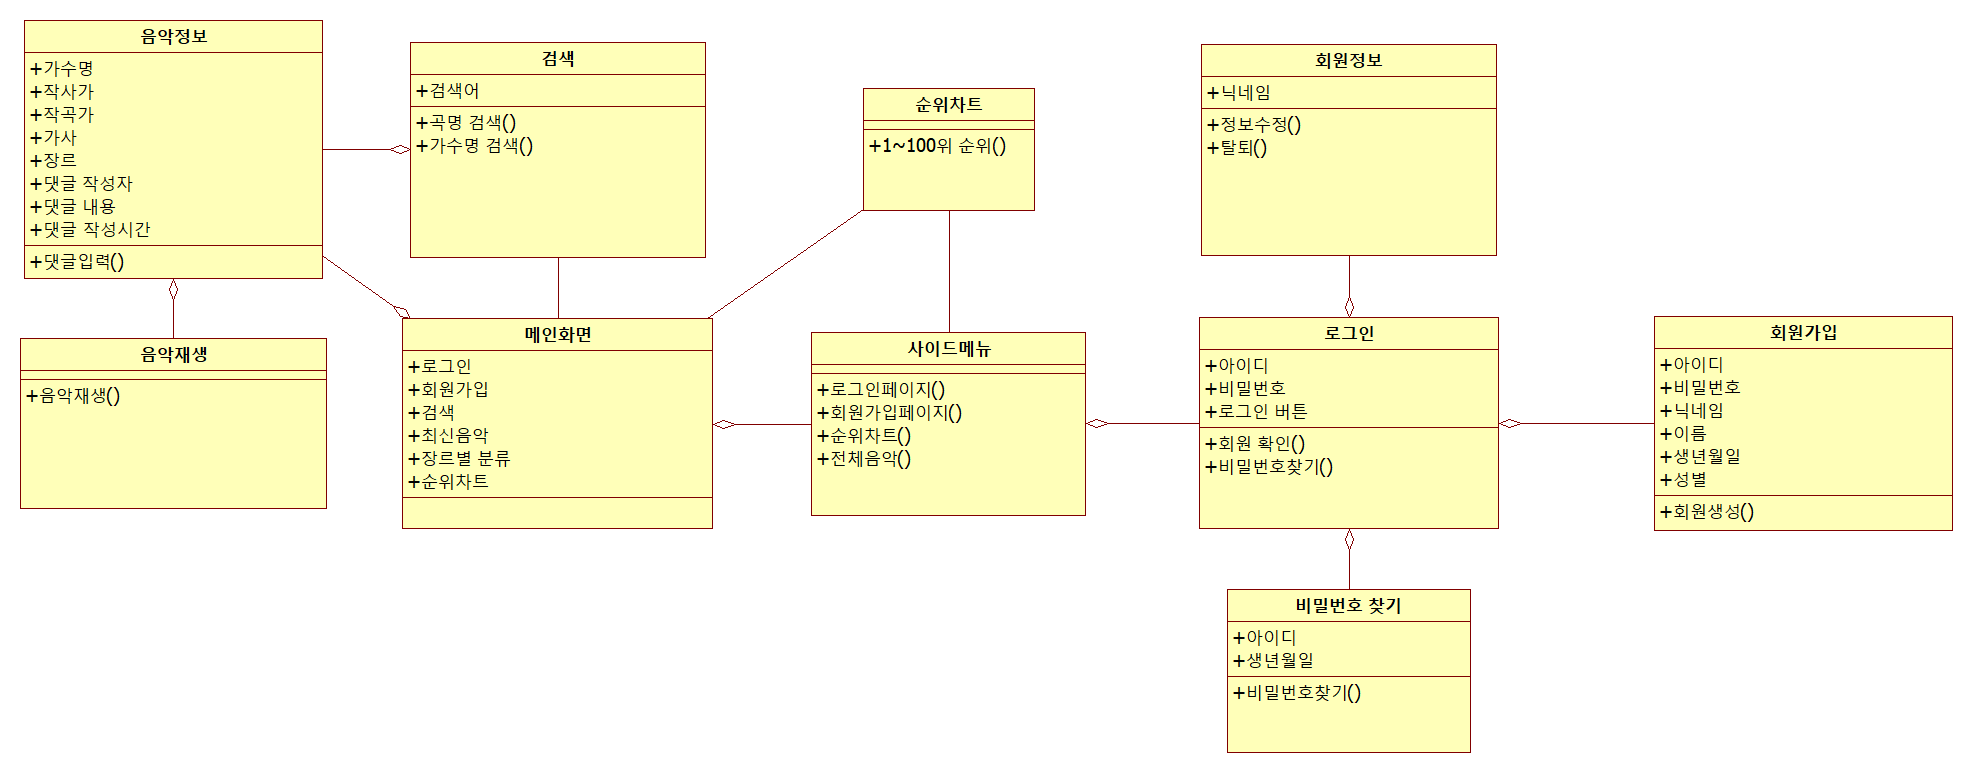 음악정보
+가수명
+작사가
+작곡가
+가사
+장르
+댓글 작성자
+댓글 내용
+댓글 작성시간
+댓글입력()
검색
+검색어
+곡명 검색()
+가수명 검색()
순위차트
+1~100위 순위()
회원정보
+닉네임
+정보수정()
+탈퇴()
음악재생
+음악재생()
메인화면
+로그인
+회원가입
+검색
+최신음악
+장르별 분류
+순위차트
사이드메뉴
+로그인페이지()
+회원가입페이지()
+순위차트()
+전체음악()
로그인
+아이디
+비밀번호
+로그인 버튼
+회원 확인()
+비밀번호찾기()
회원가입
+아이디
+비밀번호
+닉네임
+이름
+생년월일
+성별
+회원생성()
비밀번호 찾기
+아이디
+생년월일
+비밀번호찾기()